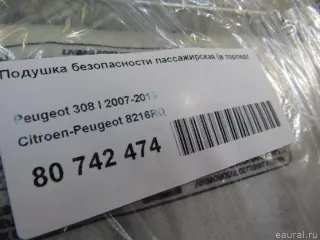 Подушка безопасности пассажирская (в торпедо
Peugeot 308 I 2007-2015
Citroen-Peugeot 8216RQ
80 742 474
eaural.ru